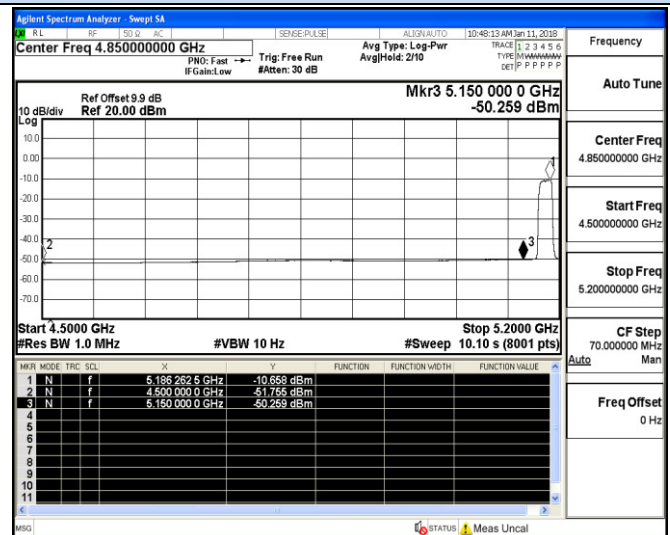 Agilent Spectrum Analyzer - Swept SA
RL RF 50 Ω AC SENSE:PULSE ALIGNAUTO 10:48:13 AM Jan 11, 2018
Center Freq 4.850000000 GHz
PNO: Fast
IFGain:Low
Trig: Free Run
#Atten: 30 dB
Avg Type: Log-Pwr
Avg|Hold: 2/10
TRACE 1 2 3 4 5 6
TYPE MWWWWW
DET P P P P P P
Mkr3 5.150 000 0 GHz
-50.259 dBm
Ref Offset 9.9 dB
10 dB/div Ref 20.00 dBm
Log
10.0
0.00
-10.0
-20.0
-30.0
-40.0
-50.0
-60.0
-70.0
1
2
3
Start 4.5000 GHz Stop 5.2000 GHz
#Res BW 1.0 MHz #VBW 10 Hz #Sweep 10.10 s (8001 pts)
MKR MODE TRC SCL X Y FUNCTION FUNCTION WIDTH FUNCTION VALUE
1 N f 5.186 262 5 GHz -10.658 dBm
2 N f 4.500 000 0 GHz -51.755 dBm
3 N f 5.150 000 0 GHz -50.259 dBm
4
5
6
7
8
9
10
11
MSG STATUS Meas Uncal
Frequency
Auto Tune
Center Freq
4.850000000 GHz
Start Freq
4.500000000 GHz
Stop Freq
5.200000000 GHz
CF Step
70.000000 MHz
Auto Man
Freq Offset
0 Hz